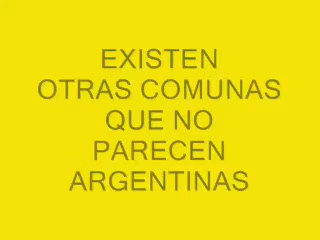 EXISTEN
OTRAS COMUNAS
QUE NO
PARECEN
ARGENTINAS